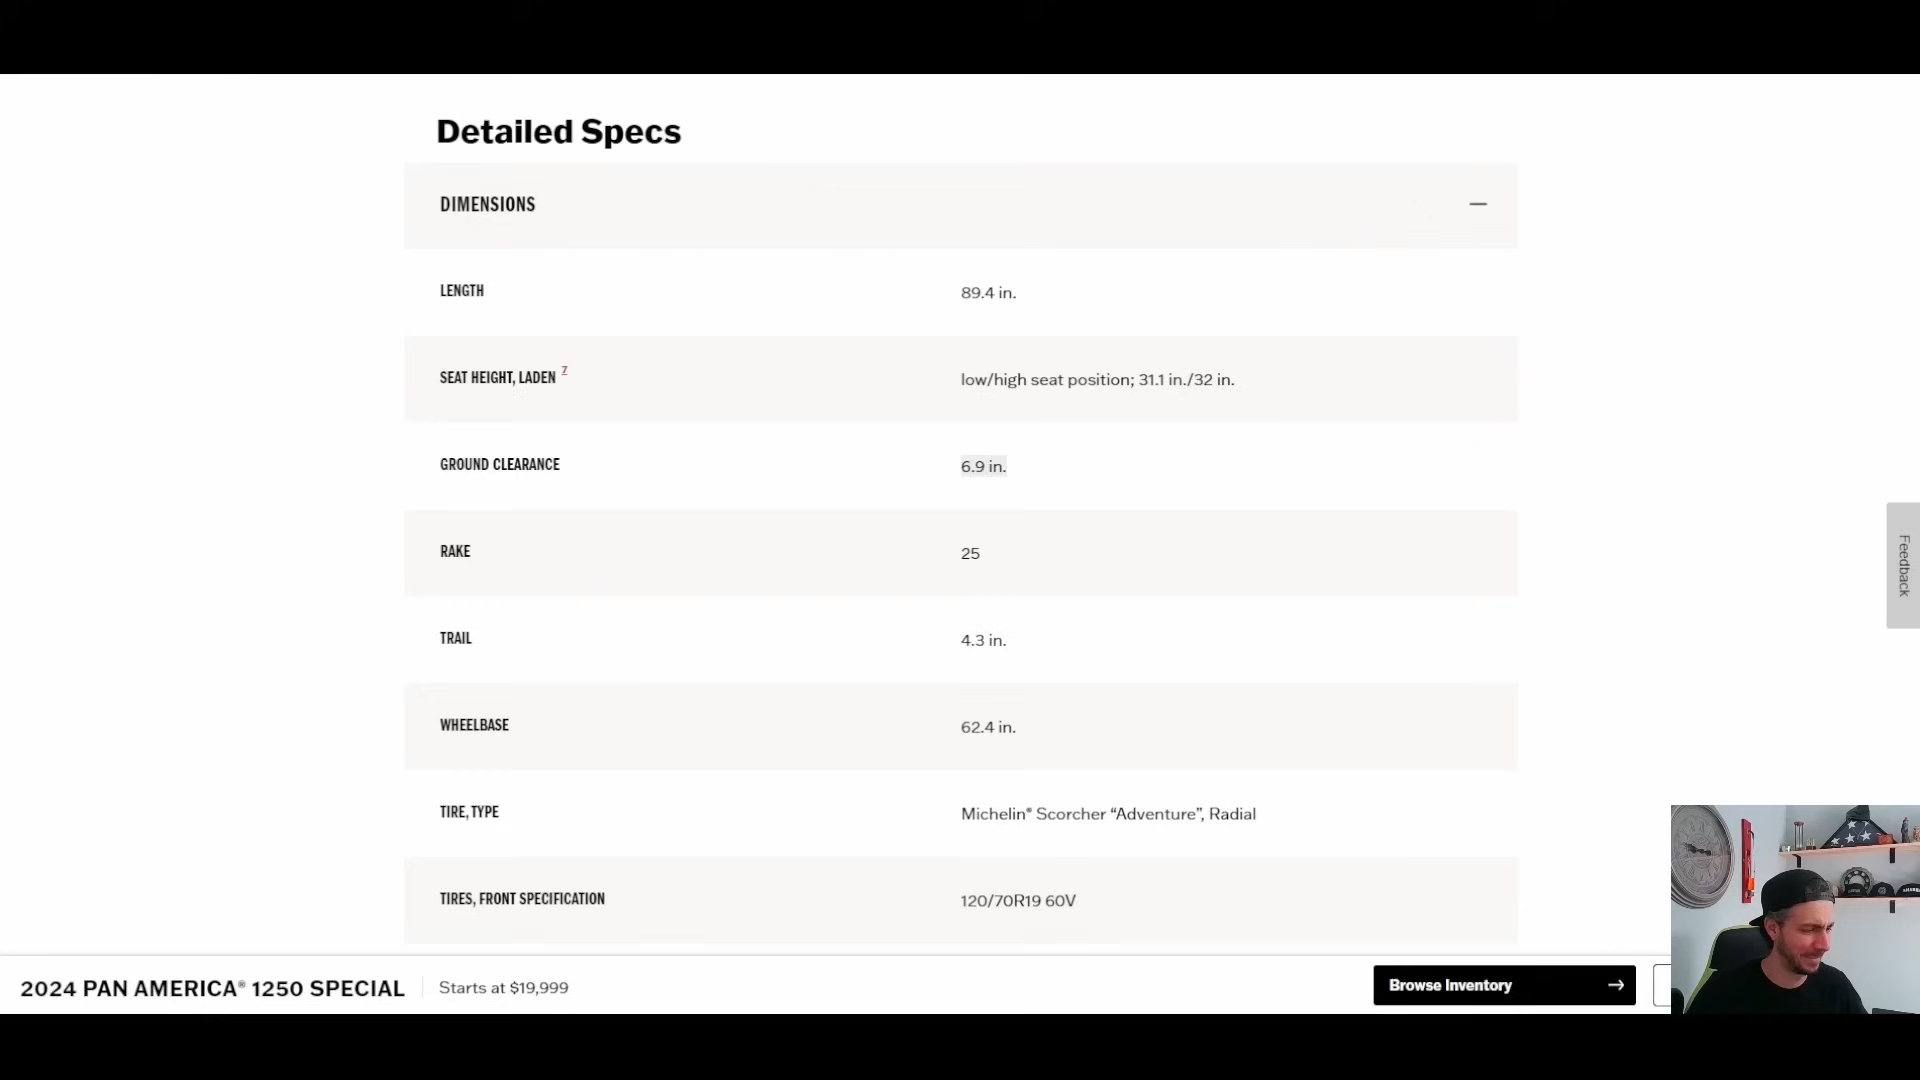 Detailed Specs
DIMENSIONS
LENGTH 89.4 in.
SEAT HEIGHT, LADEN 7 low/high seat position; 31.1 in./32 in.
GROUND CLEARANCE 6.9 in.
RAKE 25
TRAIL 4.3 in.
WHEELBASE 62.4 in.
TIRE, TYPE Michelin® Scorcher “Adventure”, Radial
TIRES, FRONT SPECIFICATION 120/70R19 60V
Feedback
2024 PAN AMERICA® 1250 SPECIAL Starts at $19,999 Browse Inventory →